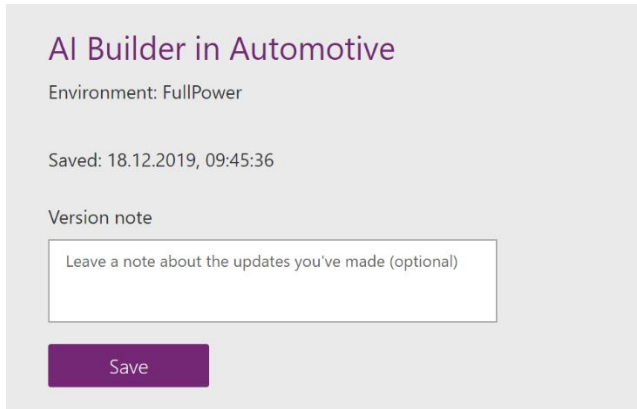 AI Builder in Automotive
Environment: FullPower
Saved: 18.12.2019, 09:45:36
Version note
Leave a note about the updates you've made (optional)
Save